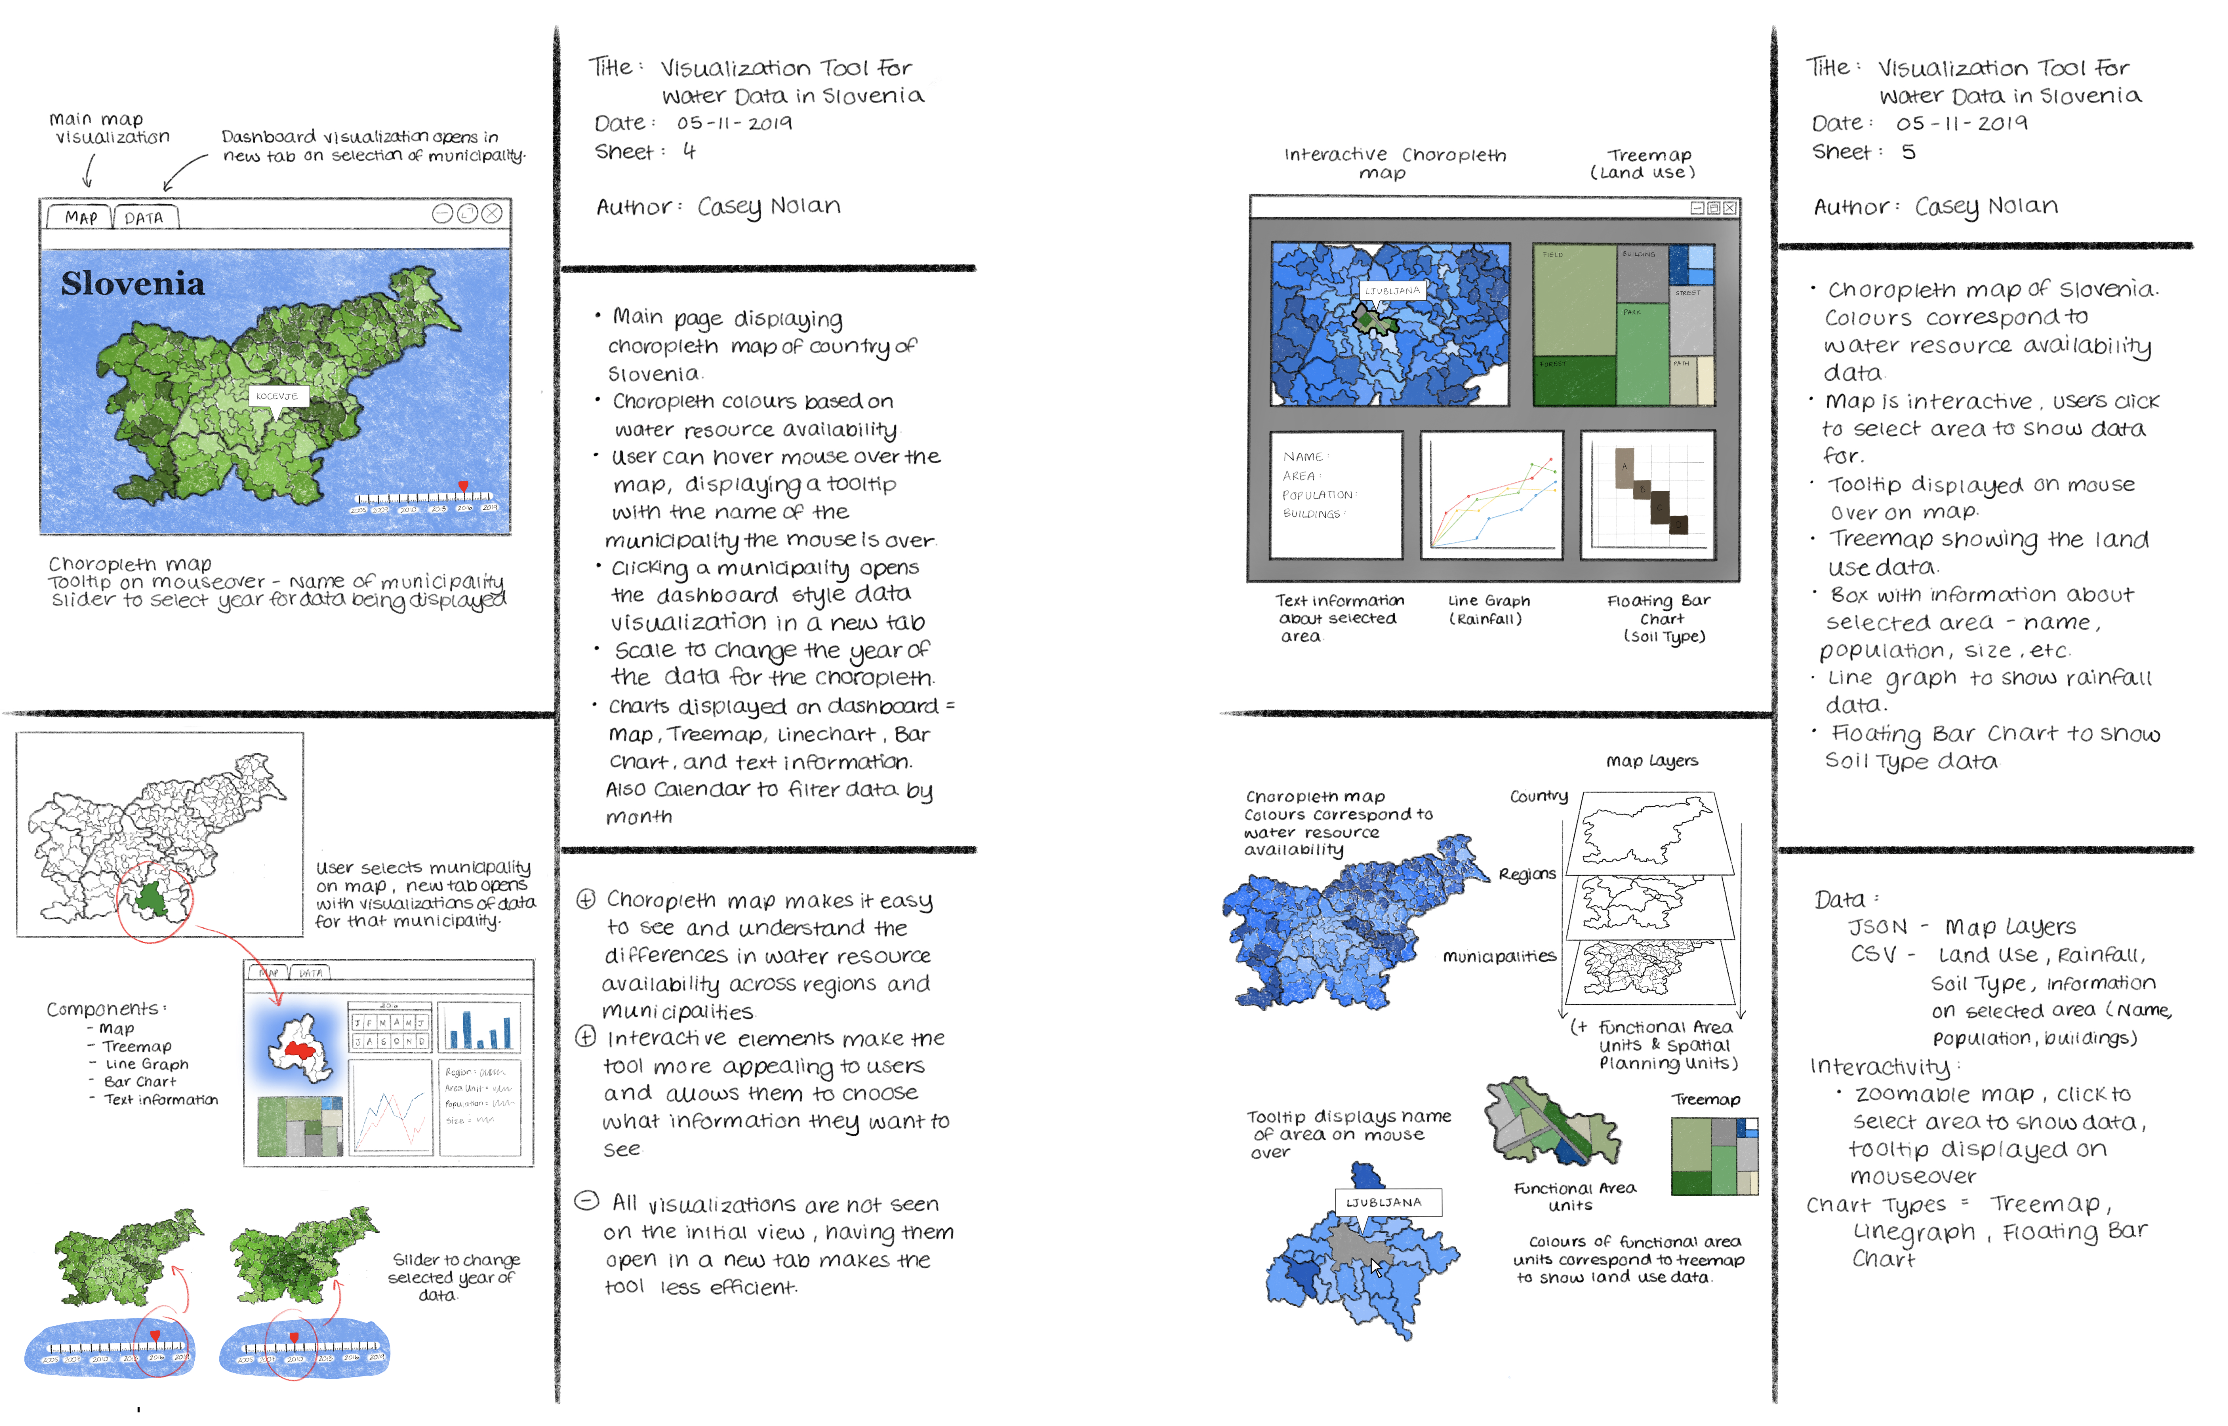 Main map
visualization
Dashboard visualization opens in
new tab on selection of municipality.
MAP
DATA
Slovenia
KOCEVJE
2005 2007 2010 2013 2016 2019
Choropleth map
Tooltip on mouseover - Name of municipality
Slider to select year for data being displayed
User selects municipality
on map, new tab opens
with visualizations of data
for that municipality.
MAP
DATA
Components:
- Map
- Treemap
- Line Graph
- Bar Chart
- Text information
2016
J F M A M J
J A S O N D
Region =
Area Unit =
Population =
Size =
Slider to change
selected year of
data.
2010
2016
Title: Visualization Tool For
Water Data in Slovenia
Date: 05-11-2019
Sheet: 4
Author: Casey Nolan
• Main page displaying
choropleth map of country of
Slovenia.
• Choropleth colours based on
water resource availability
• User can hover mouse over the
map, displaying a tooltip
with the name of the
municipality the mouse is over.
• Clicking a municipality opens
the dashboard style data
visualization in a new tab
• Scale to change the year of
the data for the choropleth.
• Charts displayed on dashboard =
Map, Treemap, Linechart, Bar
Chart, and text information.
Also Calendar to filter data by
month
+ Choropleth map makes it easy
to see and understand the
differences in water resource
availability across regions and
municipalities.
+ Interactive elements make the
tool more appealing to users
and allows them to choose
what information they want to
see
- All visualizations are not seen
on the initial view, having them
open in a new tab makes the
tool less efficient.
Interactive Choropleth
map
Treemap
(Land use)
LJUBLJANA
FIELD
BUILDING
STREET
PARK
FOREST
PATH
NAME:
AREA:
POPULATION:
BUILDINGS:
A
B
C
D
Text information
about selected
area.
Line Graph
(Rainfall)
Floating Bar
Chart
(Soil Type)
Choropleth map
Colours correspond to
water resource
availability
Map Layers
Country
Regions
Municipalities
(+ Functional Area
Units & Spatial
Planning Units)
Tooltip displays name
of area on mouse
over
LJUBLJANA
Functional Area
units
Treemap
Colours of functional area
units correspond to treemap
to show land use data.
Title: Visualization Tool For
Water Data in Slovenia
Date: 05-11-2019
Sheet: 5
Author: Casey Nolan
• Choropleth map of Slovenia.
Colours correspond to
water resource availability
data.
• Map is interactive, users click
to select area to show data
for.
• Tooltip displayed on mouse
over on map.
• Treemap showing the land
use data.
• Box with information about
selected area - name,
population, size, etc.
• Line graph to show rainfall
data.
• Floating Bar Chart to show
Soil Type data
Data:
JSON - Map Layers
CSV - Land Use, Rainfall,
Soil Type, Information
on selected area (Name,
Population, buildings)
Interactivity:
• Zoomable map, click to
select area to show data,
tooltip displayed on
mouseover
Chart Types = Treemap,
Linegraph, Floating Bar
Chart